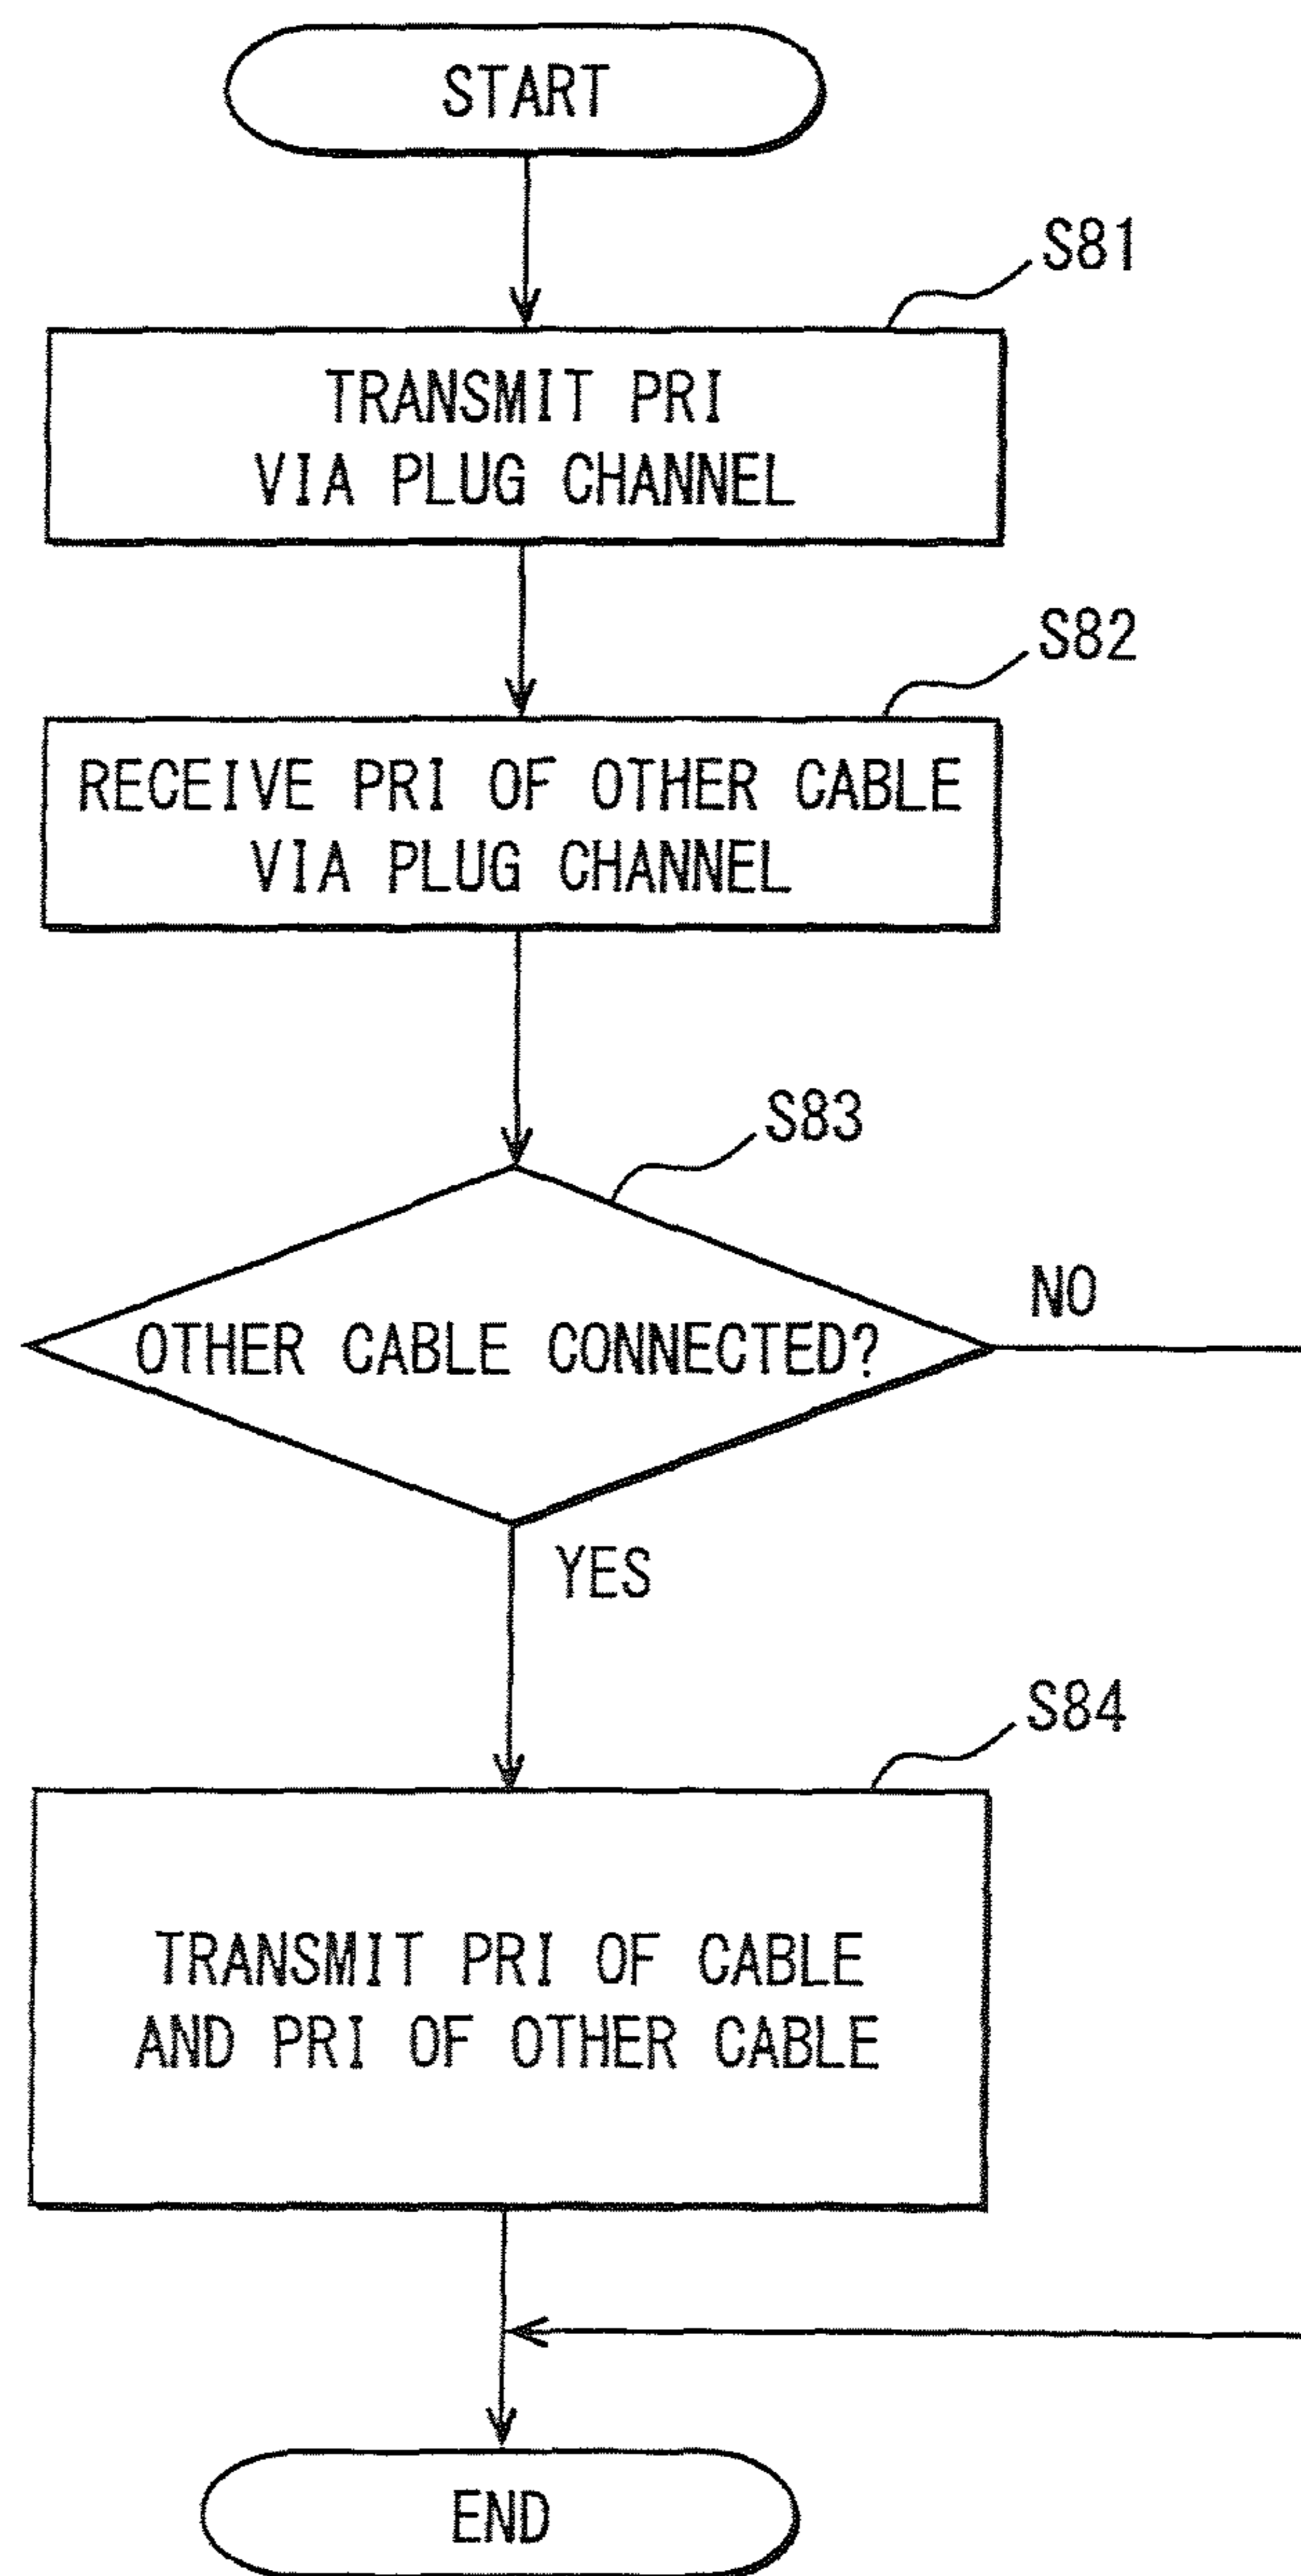 START
S81
TRANSMIT PRI
VIA PLUG CHANNEL
S82
RECEIVE PRI OF OTHER CABLE
VIA PLUG CHANNEL
S83
OTHER CABLE CONNECTED?
NO
YES
S84
TRANSMIT PRI OF CABLE
AND PRI OF OTHER CABLE
END